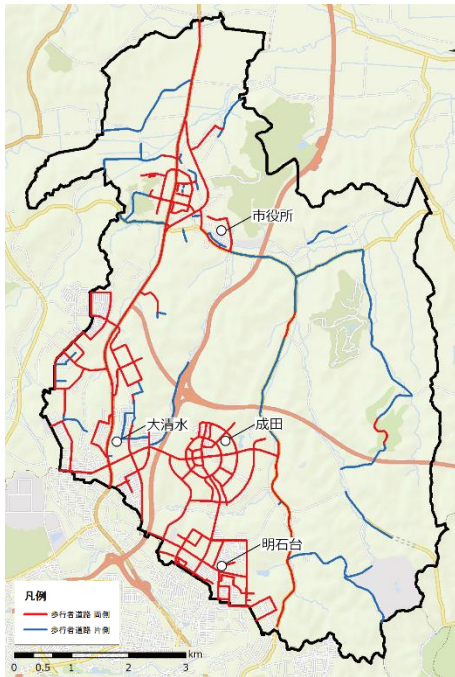 市役所
大清水
成田
明石台
凡例
歩行者道路 両側
歩行者道路 片側
km
0 0.5 1 2 3